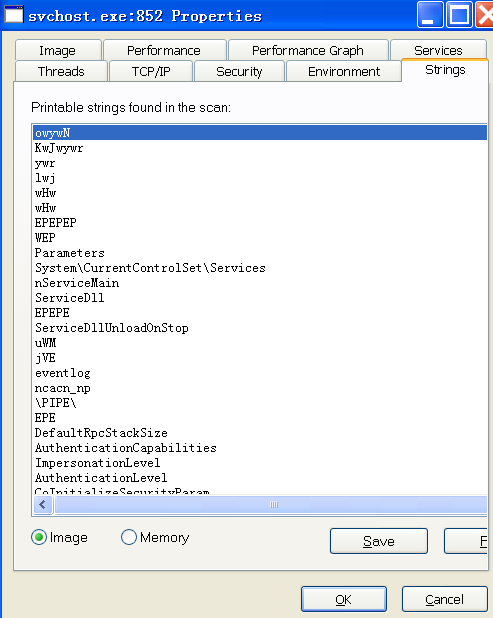 svchost.exe:852 Properties
Image Performance Performance Graph Services
Threads TCP/IP Security Environment Strings
Printable strings found in the scan:
owywN
KwJwywr
ywr
lwj
wHw
wHw
EPEPEP
WEP
Parameters
System\CurrentControlSet\Services
nServiceMain
ServiceDll
EPEPE
ServiceDllUnloadOnStop
uWM
jVE
eventlog
ncacn_np
\PIPE\
EPE
DefaultRpcStackSize
AuthenticationCapabilities
ImpersonationLevel
AuthenticationLevel
CoInitializeSecurityParam
Image Memory Save F
OK Cancel